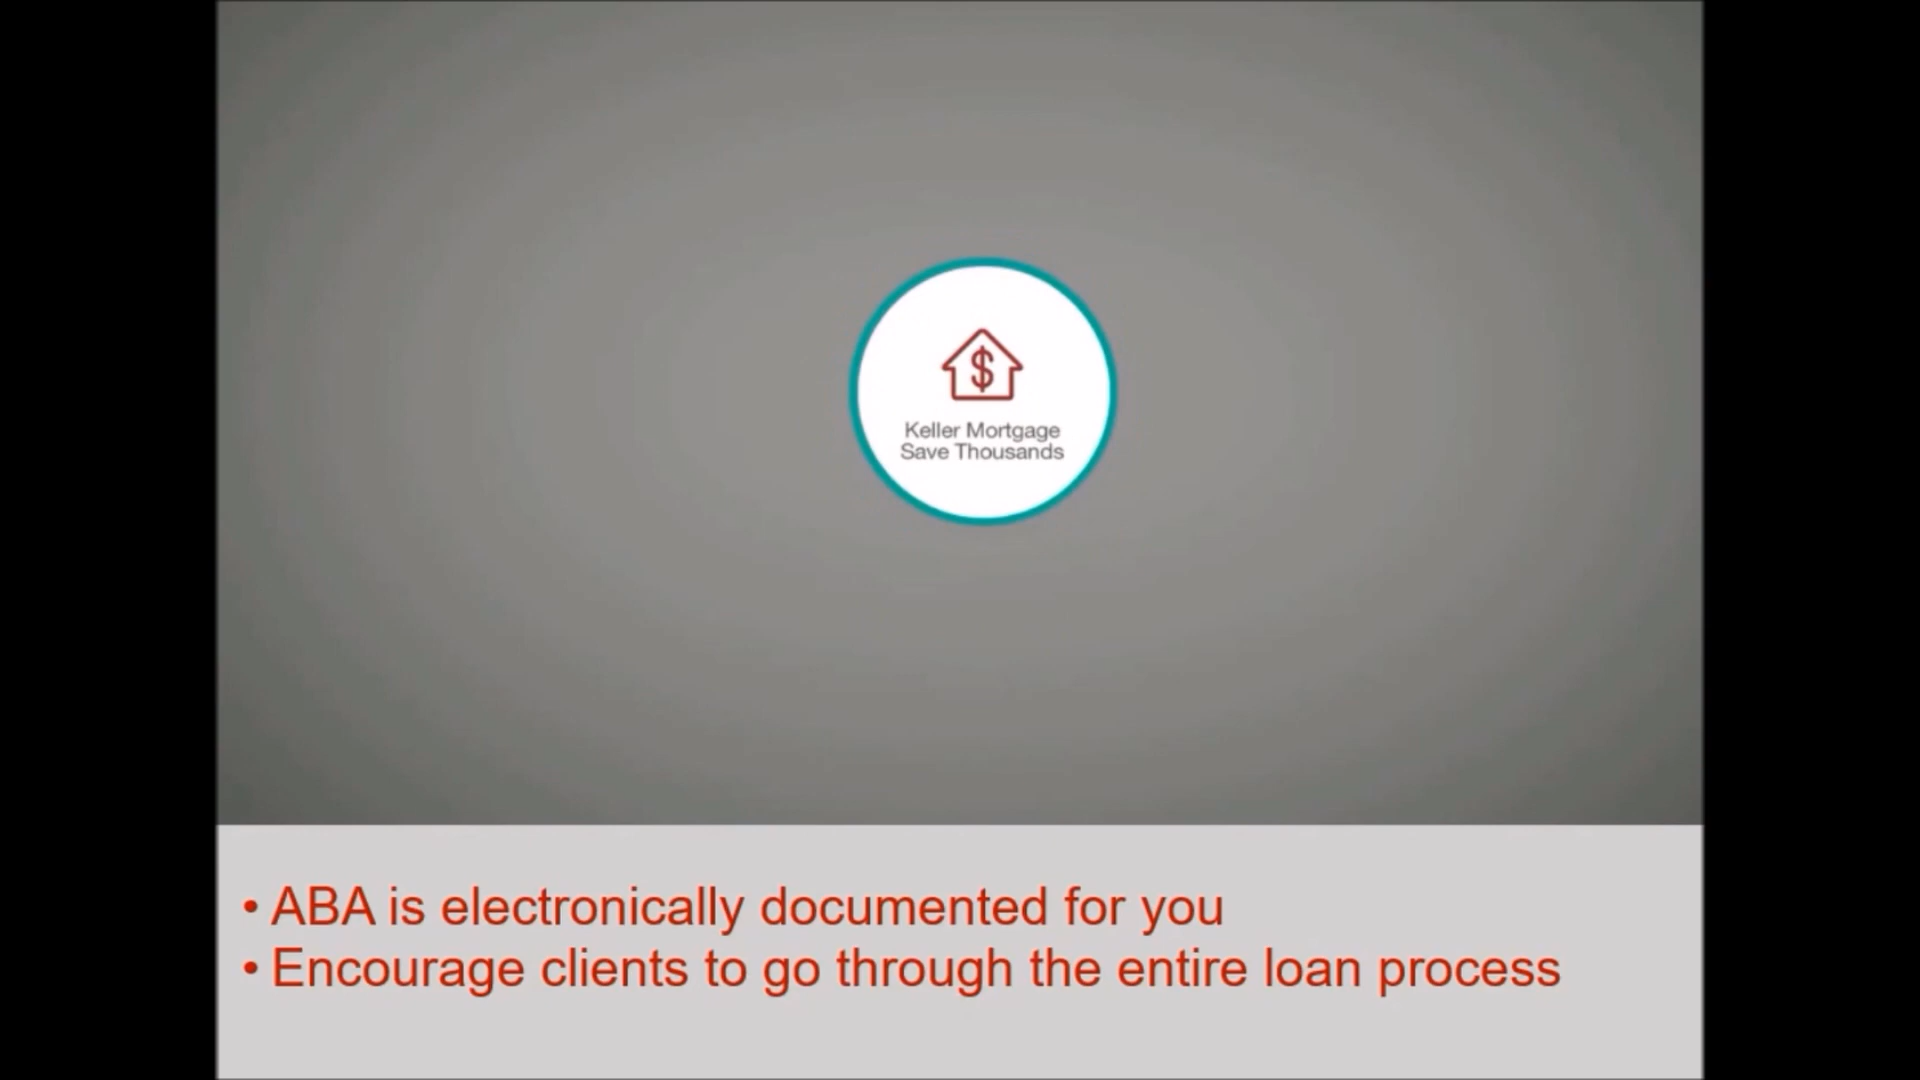 $
Keller Mortgage
Save Thousands
• ABA is electronically documented for you
• Encourage clients to go through the entire loan process